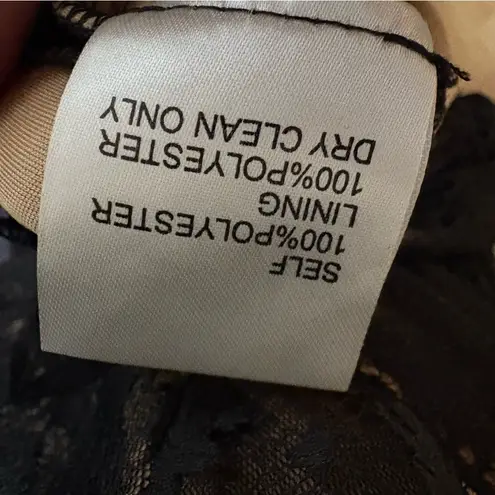 SELF
100%POLYESTER
LINING
100%POLYESTER
DRY CLEAN ONLY